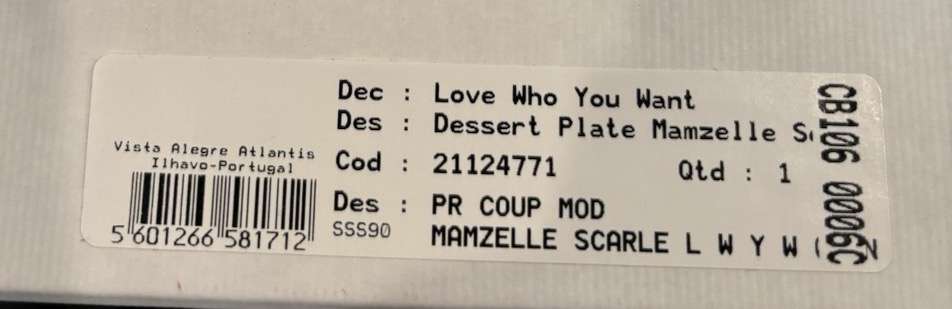 Dec : Love Who You Want
Des : Dessert Plate Mamzelle
Vista Alegre Atlantis
Ilhavo-Portugal
Cod : 21124771 Qtd : 1
Des : PR COUP MOD
SSS90 MAMZELLE SCARLE L W Y W
5 601266 581712
CB106 0006C